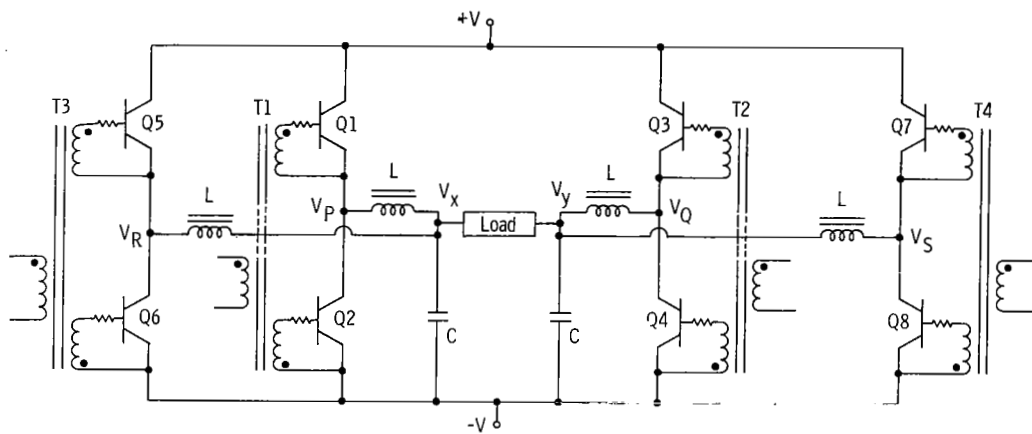 +V
T3
Q5
T1
Q1
Q3
T2
Q7
T4
L
L
L
L
V_R
V_P
V_x
Load
V_y
V_Q
V_S
Q6
Q2
C
C
Q4
Q8
-V